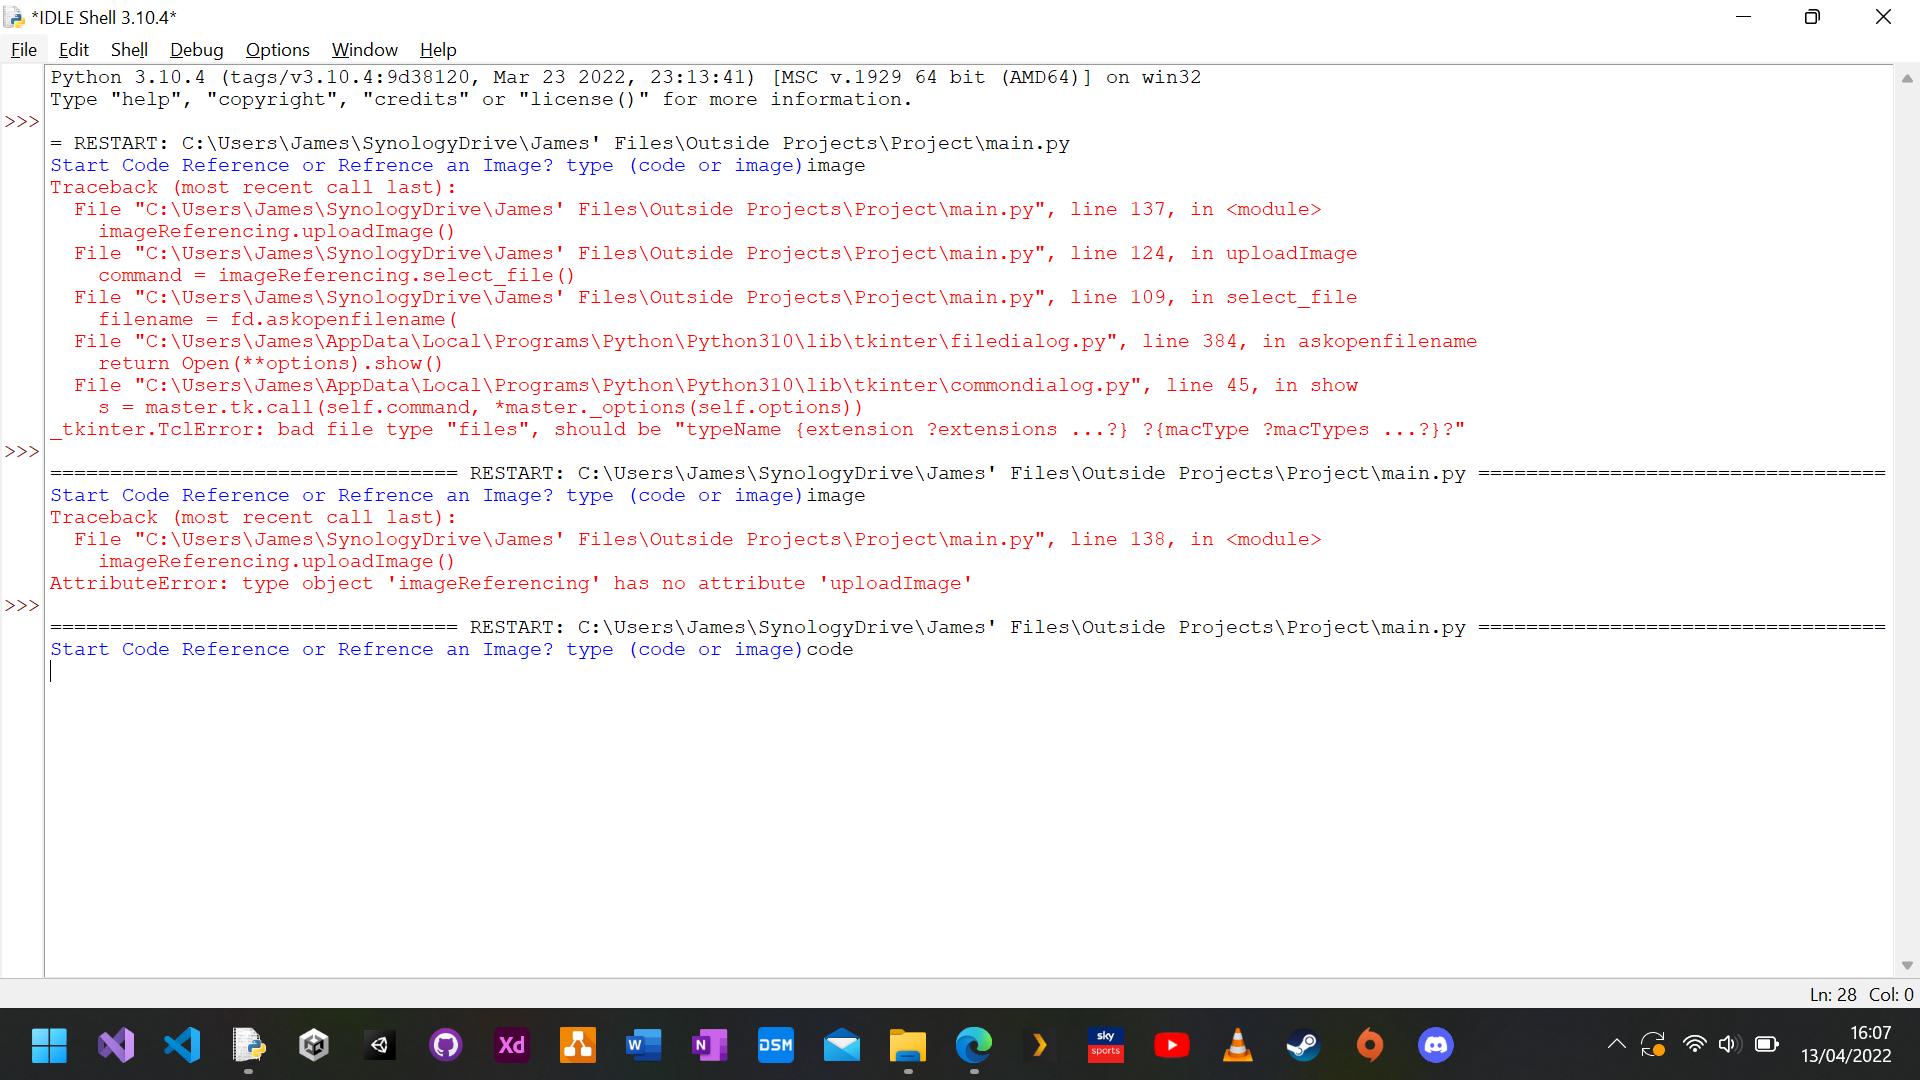 *IDLE Shell 3.10.4*
File Edit Shell Debug Options Window Help
Python 3.10.4 (tags/v3.10.4:9d38120, Mar 23 2022, 23:13:41) [MSC v.1929 64 bit (AMD64)] on win32
Type "help", "copyright", "credits" or "license()" for more information.
>>>
= RESTART: C:\Users\James\SynologyDrive\James' Files\Outside Projects\Project\main.py
Start Code Reference or Refrence an Image? type (code or image)image
Traceback (most recent call last):
  File "C:\Users\James\SynologyDrive\James' Files\Outside Projects\Project\main.py", line 137, in <module>
    imageReferencing.uploadImage()
  File "C:\Users\James\SynologyDrive\James' Files\Outside Projects\Project\main.py", line 124, in uploadImage
    command = imageReferencing.select_file()
  File "C:\Users\James\SynologyDrive\James' Files\Outside Projects\Project\main.py", line 109, in select_file
    filename = fd.askopenfilename(
  File "C:\Users\James\AppData\Local\Programs\Python\Python310\lib\tkinter\filedialog.py", line 384, in askopenfilename
    return Open(**options).show()
  File "C:\Users\James\AppData\Local\Programs\Python\Python310\lib\tkinter\commondialog.py", line 45, in show
    s = master.tk.call(self.command, *master._options(self.options))
_tkinter.TclError: bad file type "files", should be "typeName {extension ?extensions ...?} ?{macType ?macTypes ...?}?"
>>>
================================== RESTART: C:\Users\James\SynologyDrive\James' Files\Outside Projects\Project\main.py ==================================
Start Code Reference or Refrence an Image? type (code or image)image
Traceback (most recent call last):
  File "C:\Users\James\SynologyDrive\James' Files\Outside Projects\Project\main.py", line 138, in <module>
    imageReferencing.uploadImage()
AttributeError: type object 'imageReferencing' has no attribute 'uploadImage'
>>>
================================== RESTART: C:\Users\James\SynologyDrive\James' Files\Outside Projects\Project\main.py ==================================
Start Code Reference or Refrence an Image? type (code or image)code
Ln: 28 Col: 0
Xd W N DSM sky sports
16:07
13/04/2022